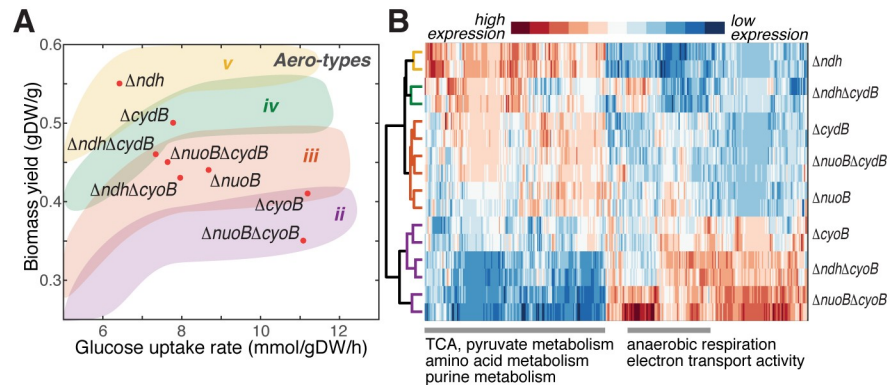 A
Biomass yield (gDW/g)
0.6
0.5
0.4
0.3
6
8
10
12
Glucose uptake rate (mmol/gDW/h)
Aero-types
v
iv
iii
ii
Δndh
ΔcydB
ΔndhΔcydB
ΔnuoBΔcydB
ΔndhΔcyoB
ΔnuoB
ΔcyoB
ΔnuoBΔcyoB
B
high
expression
low
expression
Δndh
ΔndhΔcydB
ΔcydB
ΔnuoBΔcydB
ΔnuoB
ΔcyoB
ΔndhΔcyoB
ΔnuoBΔcyoB
TCA, pyruvate metabolism
amino acid metabolism
purine metabolism
anaerobic respiration
electron transport activity